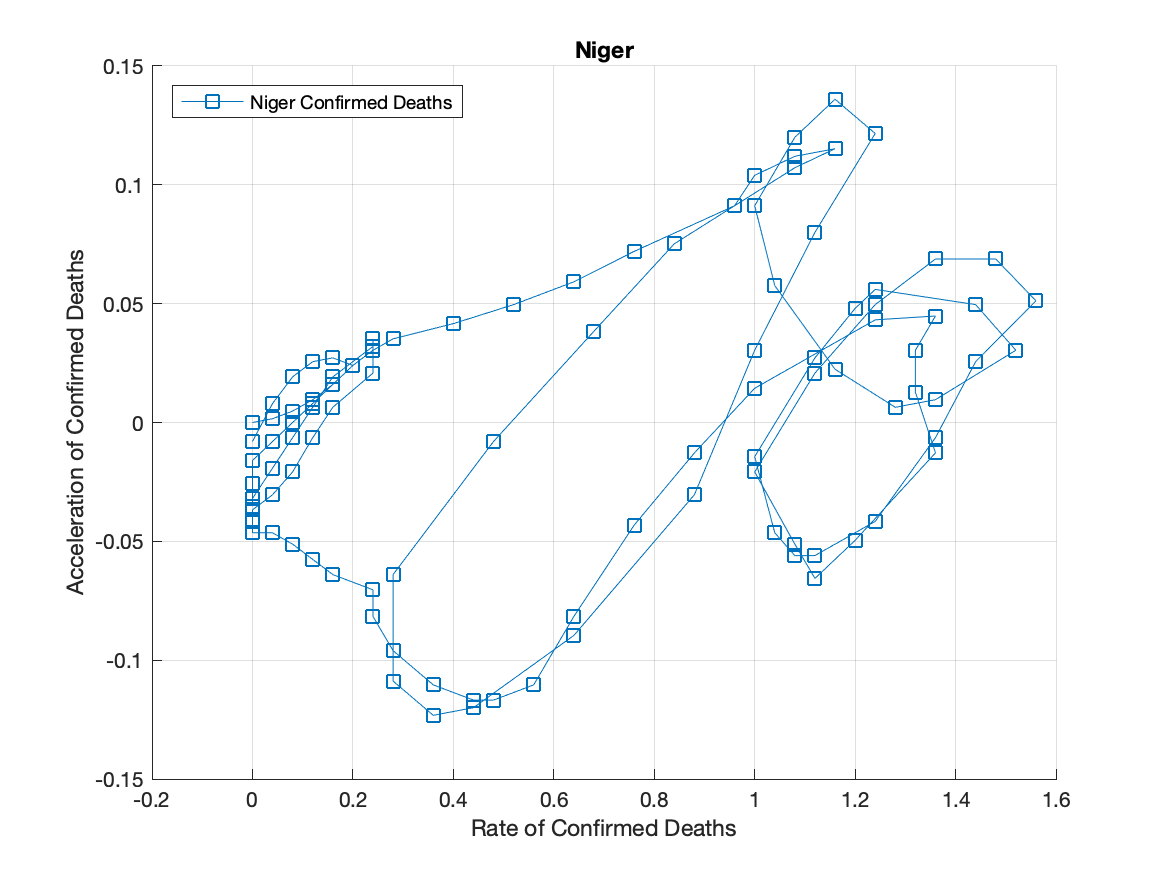 Niger
0.15
Niger Confirmed Deaths
0.1
0.05
0
-0.05
-0.1
-0.15
Acceleration of Confirmed Deaths
-0.2 0 0.2 0.4 0.6 0.8 1 1.2 1.4 1.6
Rate of Confirmed Deaths